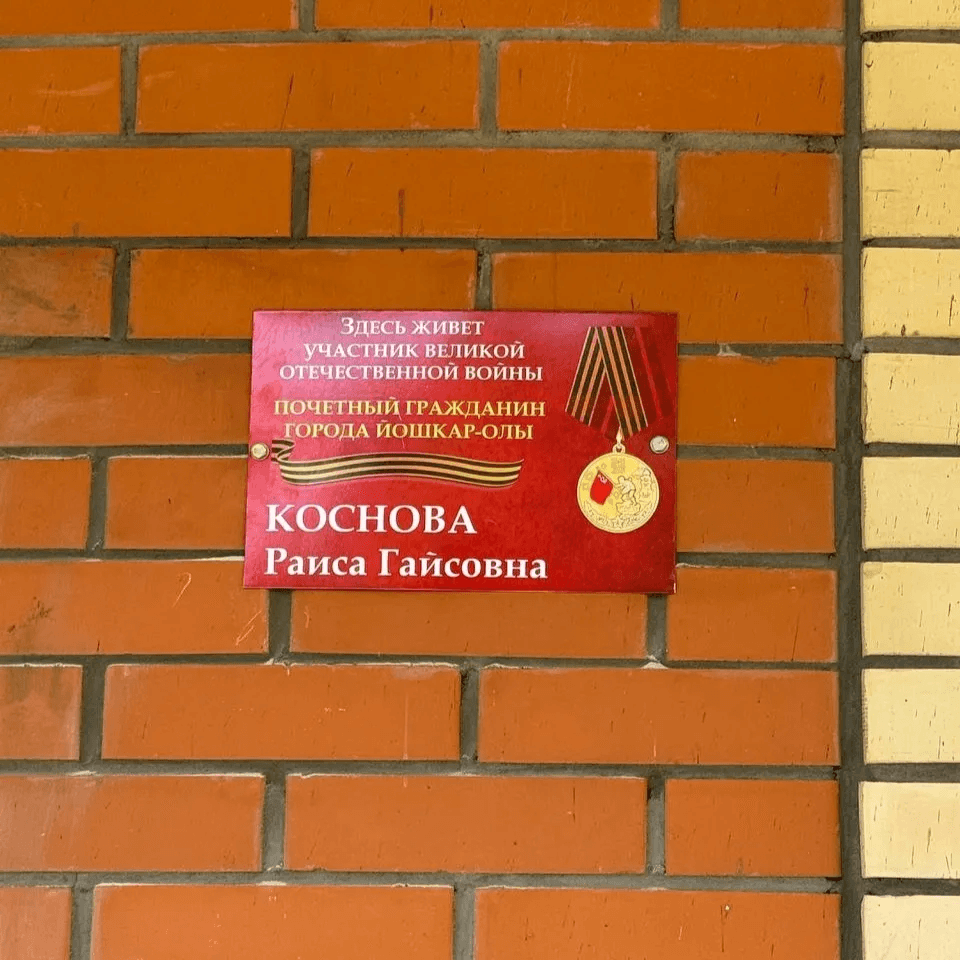 Здесь живет
участник Великой
Отечественной войны
Почетный гражданин
города Йошкар-Олы
КОСНОВА
Раиса Гайсовна